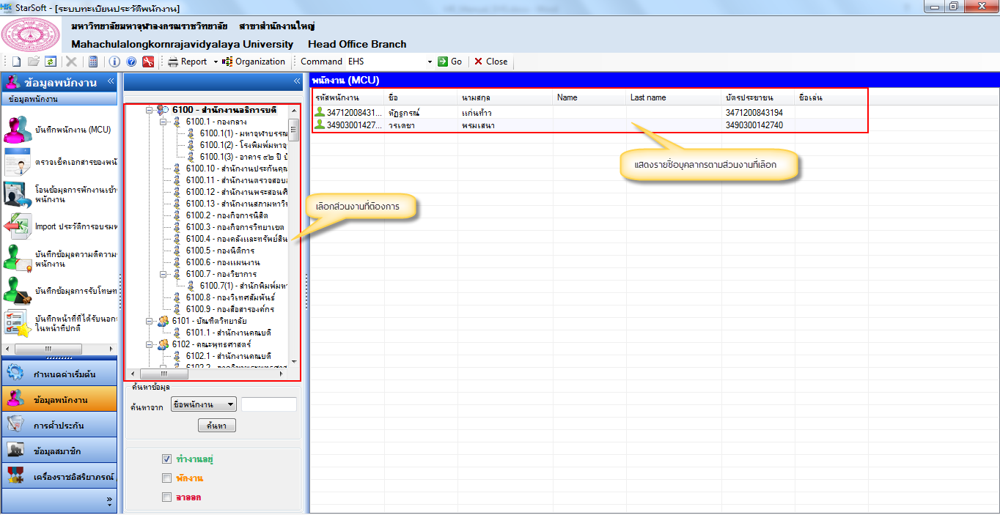 StarSoft - [ระบบทะเบียนประวัติพนักงาน]
มหาวิทยาลัยมหาจุฬาลงกรณราชวิทยาลัย สาขาสำนักงานใหญ่
Mahachulalongkornrajavidyalaya University Head Office Branch
Report Organization Command EHS Go Close
ข้อมูลพนักงาน
ข้อมูลพนักงาน
บันทึกพนักงาน (MCU)
ตรวจเช็คเอกสารของพนั
โอนข้อมูลการพักงานเข้า
พนักงาน
Import ประวัติการอบรมพ
บันทึกข้อมูลความดีความ
พนักงาน
บันทึกข้อมูลการรับโทษท
บันทึกหน้าที่ที่ได้รับนอก
ในหน้าที่ปกติ
กำหนดค่าเริ่มต้น
ข้อมูลพนักงาน
การค้ำประกัน
ข้อมูลสมาชิก
เครื่องราชอิสริยาภรณ์
6100 - สำนักงานอธิการบดี
6100.1 - กองกลาง
6100.1(1) - มหาจุฬาบรรณ
6100.1(2) - โรงพิมพ์มหาจุ
6100.1(3) - อาคาร ๙๒ ปี ปั
6100.10 - สำนักงานประกันคุณ
6100.11 - สำนักงานตรวจสอบ
6100.12 - สำนักงานพระสอนศี
6100.13 - สำนักงานสภามหาวิ
6100.2 - กองกิจการนิสิต
6100.3 - กองกิจการวิทยาเขต
6100.4 - กองคลังและทรัพย์สิน
6100.5 - กองนิติการ
6100.6 - กองแผนงาน
6100.7 - กองวิชาการ
6100.7(1) - สำนักพิมพ์มหา
6100.8 - กองวิเทศสัมพันธ์
6100.9 - กองสื่อสารองค์กร
6101 - บัณฑิตวิทยาลัย
6101.1 - สำนักงานคณบดี
6102 - คณะพุทธศาสตร์
6102.1 - สำนักงานคณบดี
6102.2 - ภาควิชาพระพุทธศาส
ค้นหาข้อมูล
ค้นหาจาก ชื่อพนักงาน
ค้นหา
ทำงานอยู่
พักงาน
ลาออก
พนักงาน (MCU)
รหัสพนักงาน ชื่อ นามสกุล Name Last name บัตรประชาชน ชื่อเล่น
34712008431... หัฏฐกรณ์ แก่นท้าว 3471200843194
34903001427... วรเดชา พรมเสนา 3490300142740
แสดงรายชื่อบุคลากรตามส่วนงานที่เลือก
เลือกส่วนงานที่ต้องการ